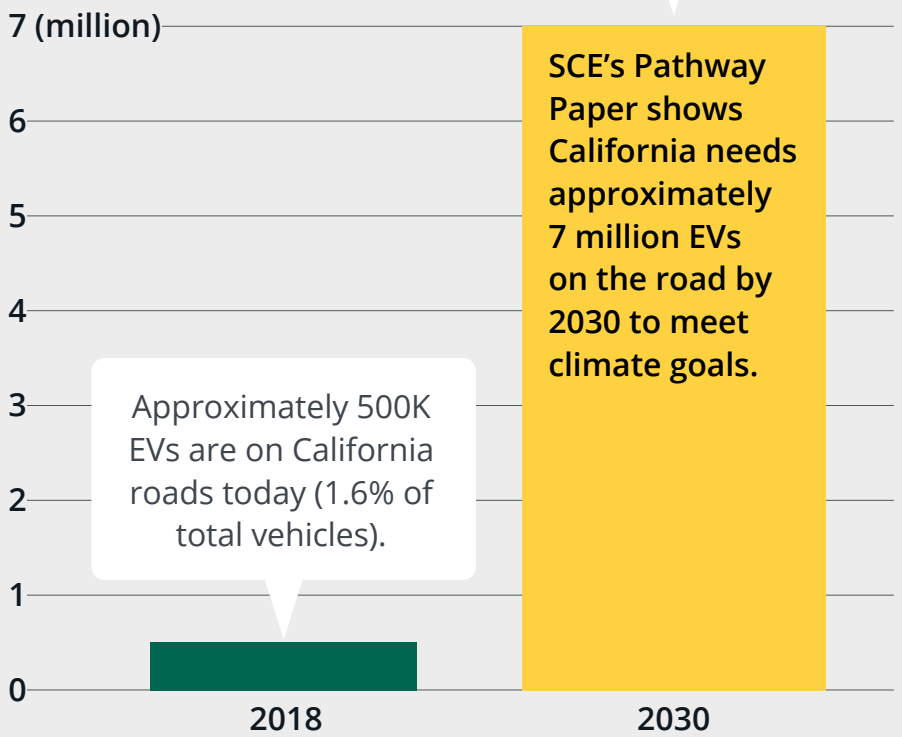 7 (million)
SCE’s Pathway
Paper shows
California needs
approximately
7 million EVs
on the road by
2030 to meet
climate goals.
6
5
4
3
Approximately 500K
EVs are on California
roads today (1.6% of
total vehicles).
2
1
0
2018 2030